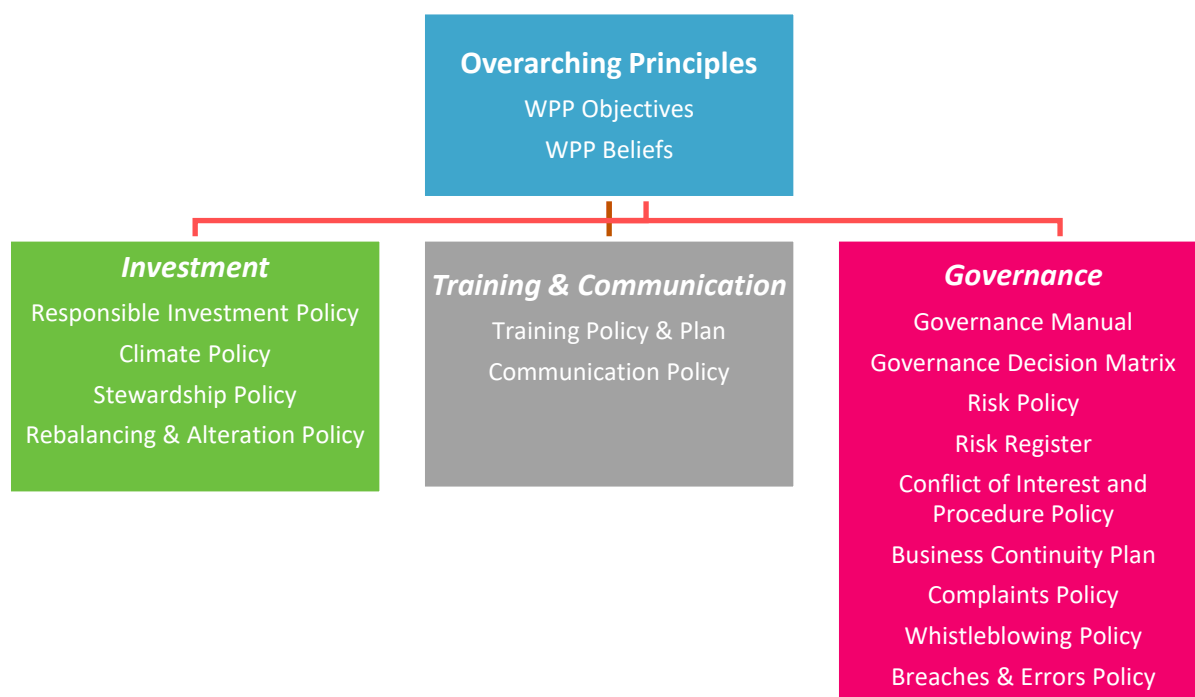 Overarching Principles
WPP Objectives
WPP Beliefs
Investment
Responsible Investment Policy
Climate Policy
Stewardship Policy
Rebalancing & Alteration Policy
Training & Communication
Training Policy & Plan
Communication Policy
Governance
Governance Manual
Governance Decision Matrix
Risk Policy
Risk Register
Conflict of Interest and
Procedure Policy
Business Continuity Plan
Complaints Policy
Whistleblowing Policy
Breaches & Errors Policy